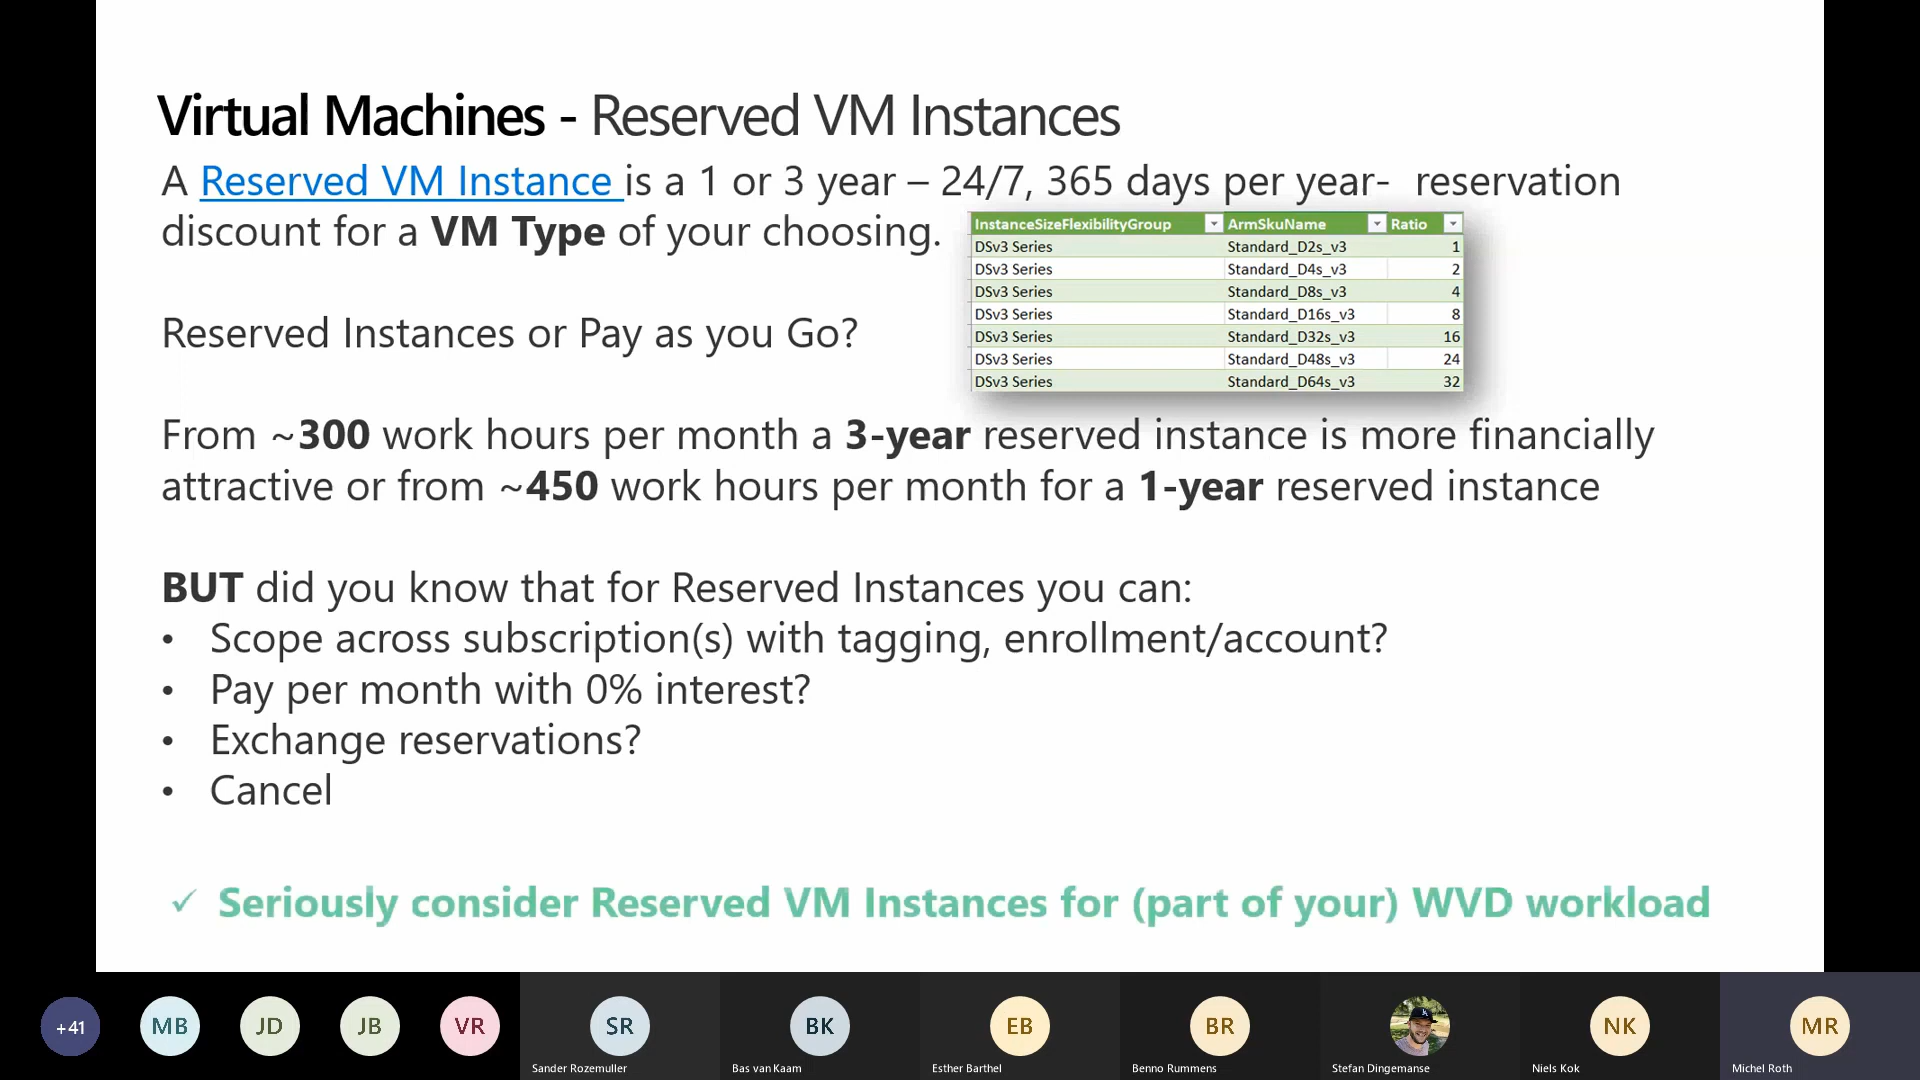 Virtual Machines - Reserved VM Instances
A Reserved VM Instance is a 1 or 3 year – 24/7, 365 days per year- reservation
discount for a VM Type of your choosing.
InstanceSizeFlexibilityGroup ArmSkuName Ratio
DSv3 Series Standard_D2s_v3 1
DSv3 Series Standard_D4s_v3 2
DSv3 Series Standard_D8s_v3 4
DSv3 Series Standard_D16s_v3 8
DSv3 Series Standard_D32s_v3 16
DSv3 Series Standard_D48s_v3 24
DSv3 Series Standard_D64s_v3 32
Reserved Instances or Pay as you Go?
From ~300 work hours per month a 3-year reserved instance is more financially
attractive or from ~450 work hours per month for a 1-year reserved instance
BUT did you know that for Reserved Instances you can:
• Scope across subscription(s) with tagging, enrollment/account?
• Pay per month with 0% interest?
• Exchange reservations?
• Cancel
✓ Seriously consider Reserved VM Instances for (part of your) WVD workload
+41 MB JD JB VR SR BK EB BR NK MR
Sander Rozemuller Bas van Kaam Esther Barthel Benno Rummens Stefan Dingemanse Niels Kok Michel Roth